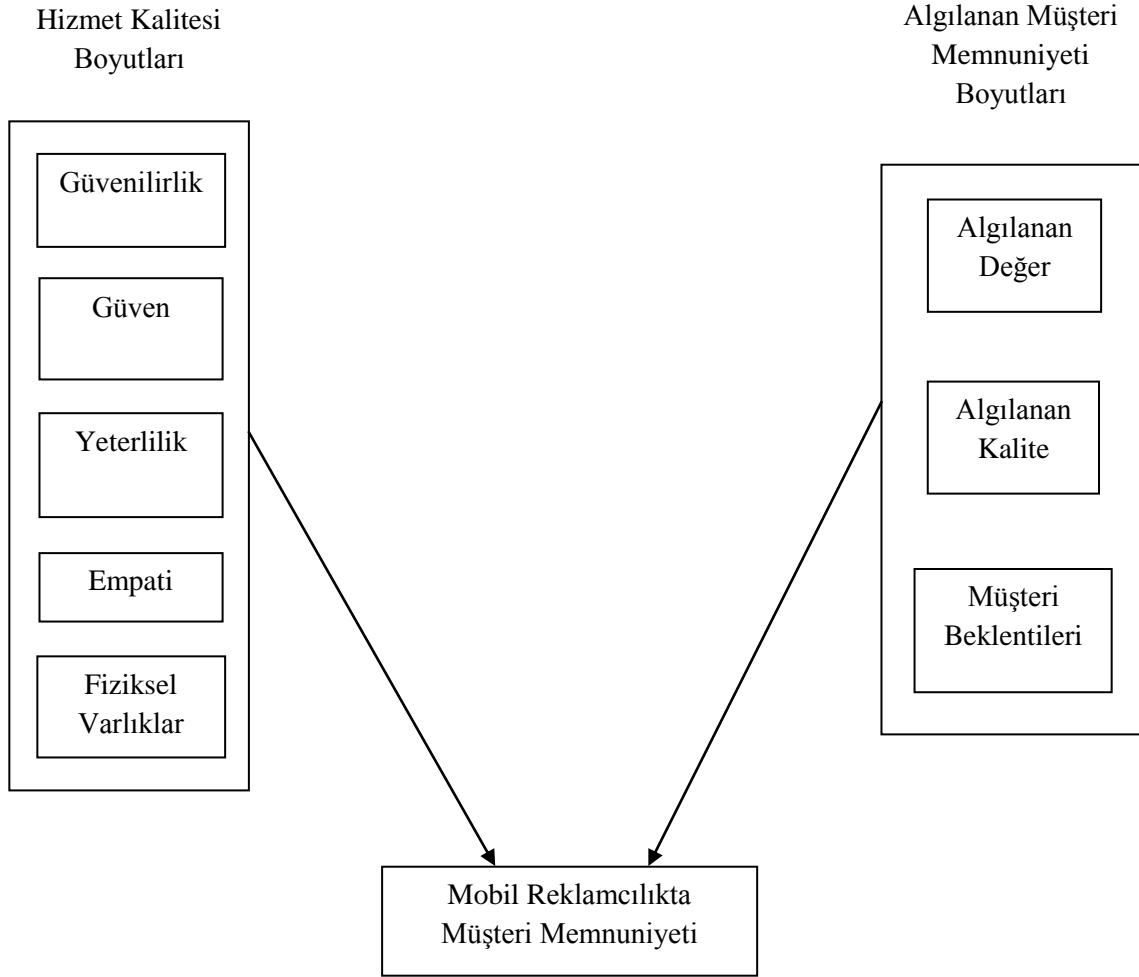 Hizmet Kalitesi
Boyutları
Güvenilirlik
Güven
Yeterlilik
Empati
Fiziksel
Varlıklar
Algılanan Müşteri
Memnuniyeti
Boyutları
Algılanan
Değer
Algılanan
Kalite
Müşteri
Beklentileri
Mobil Reklamcılıkta
Müşteri Memnuniyeti